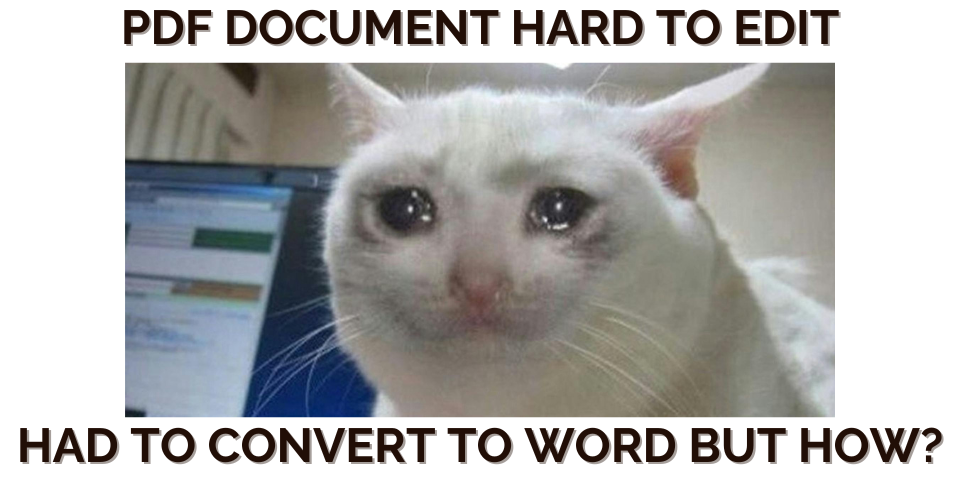 PDF DOCUMENT HARD TO EDIT
HAD TO CONVERT TO WORD BUT HOW?